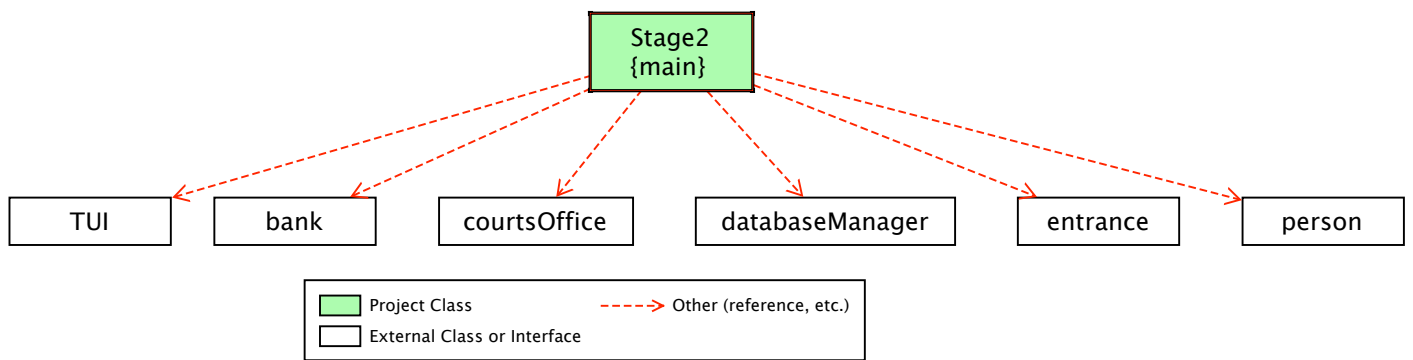 Stage2
{main}
TUI
bank
courtsOffice
databaseManager
entrance
person
Project Class
Other (reference, etc.)
External Class or Interface